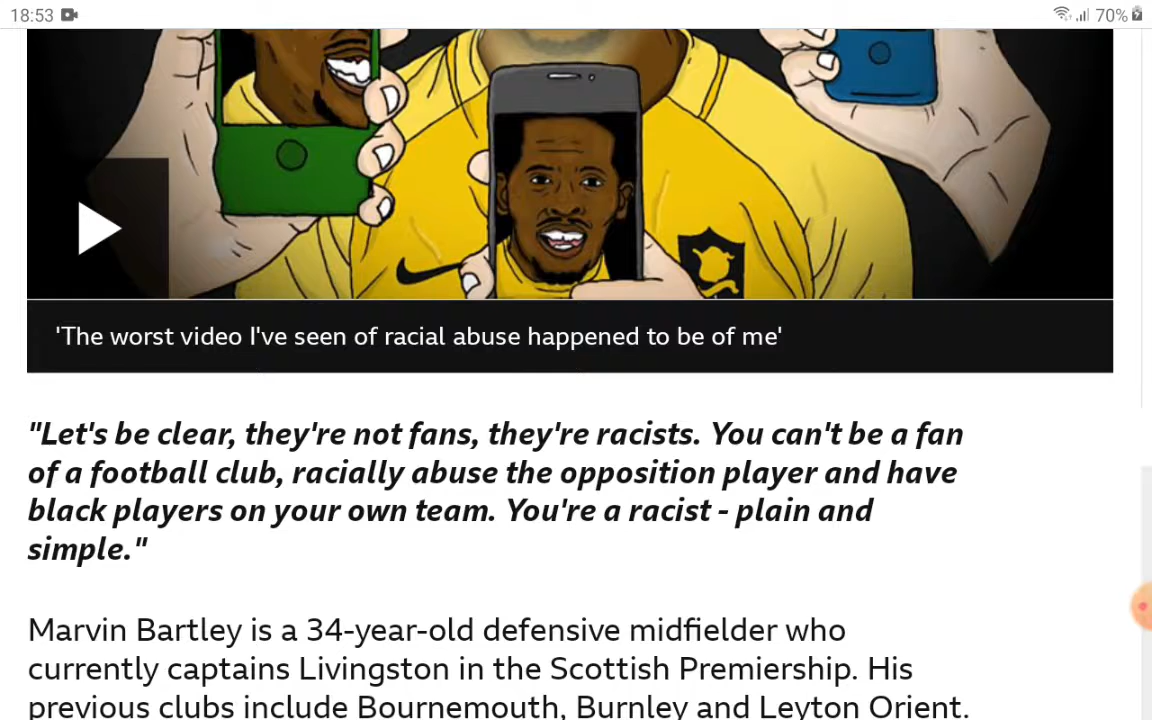 18:53
70%
'The worst video I've seen of racial abuse happened to be of me'
"Let's be clear, they're not fans, they're racists. You can't be a fan
of a football club, racially abuse the opposition player and have
black players on your own team. You're a racist - plain and
simple."
Marvin Bartley is a 34-year-old defensive midfielder who
currently captains Livingston in the Scottish Premiership. His
previous clubs include Bournemouth, Burnley and Leyton Orient.